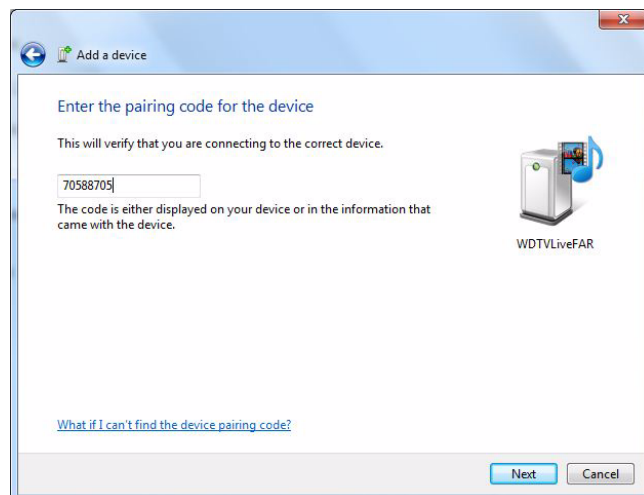 Add a device
Enter the pairing code for the device
This will verify that you are connecting to the correct device.
70588705
The code is either displayed on your device or in the information that
came with the device.
WDTVLiveFAR
What if I can't find the device pairing code?
Next
Cancel